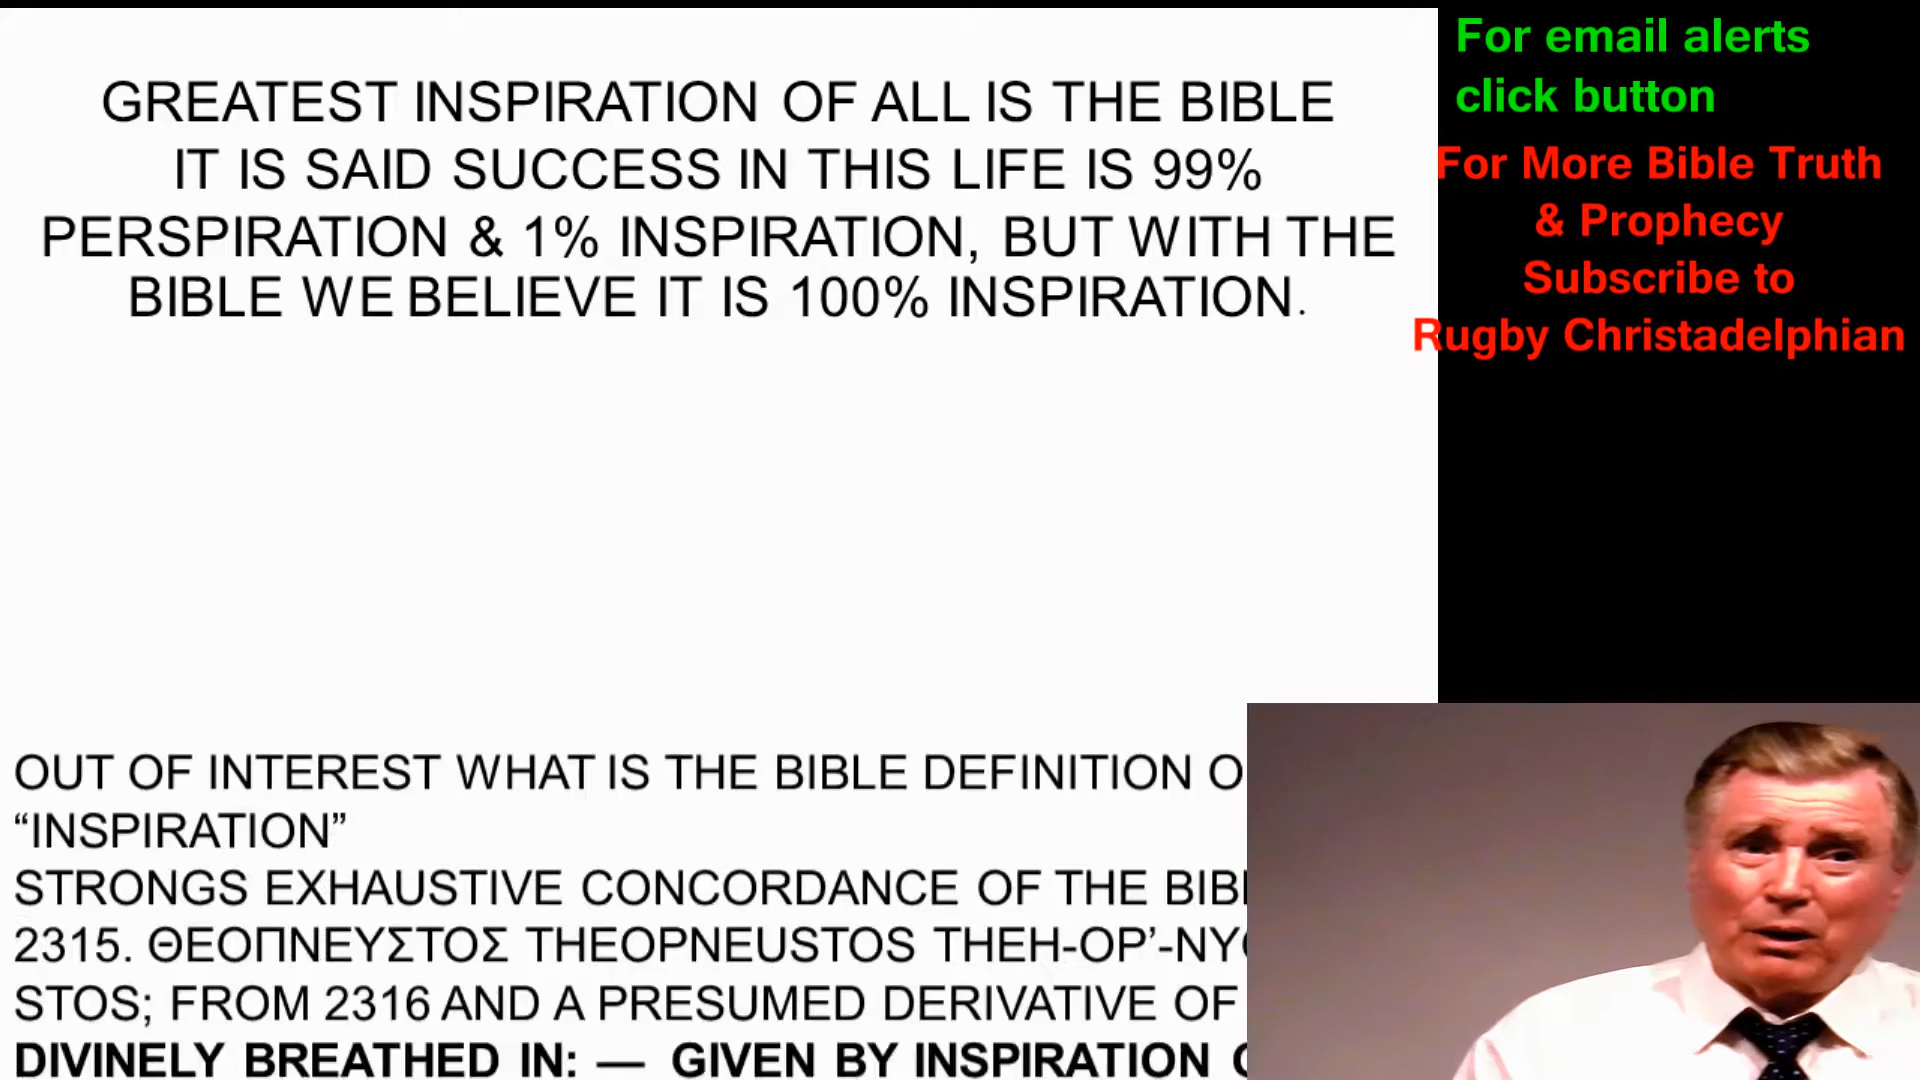 GREATEST INSPIRATION OF ALL IS THE BIBLE
IT IS SAID SUCCESS IN THIS LIFE IS 99%
PERSPIRATION & 1% INSPIRATION, BUT WITH THE
BIBLE WE BELIEVE IT IS 100% INSPIRATION.
For email alerts
click button
For More Bible Truth
& Prophecy
Subscribe to
Rugby Christadelphian
OUT OF INTEREST WHAT IS THE BIBLE DEFINITION
“INSPIRATION”
STRONGS EXHAUSTIVE CONCORDANCE OF THE
2315. ΘΕΟΠΝΕΥΣΤΟΣ THEOPNEUSTOS
STOS; FROM 2316 AND A PRESUMED DERIVATIVE OF
DIVINELY BREATHED IN: — GIVEN BY INSPIRATION